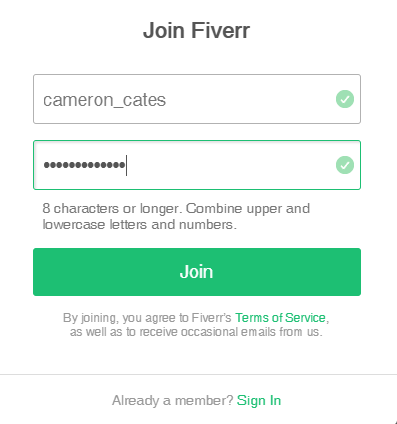 Join Fiverr
cameron_cates
•••••••••••••
8 characters or longer. Combine upper and
lowercase letters and numbers.
Join
By joining, you agree to Fiverr's Terms of Service,
as well as to receive occasional emails from us.
Already a member? Sign In